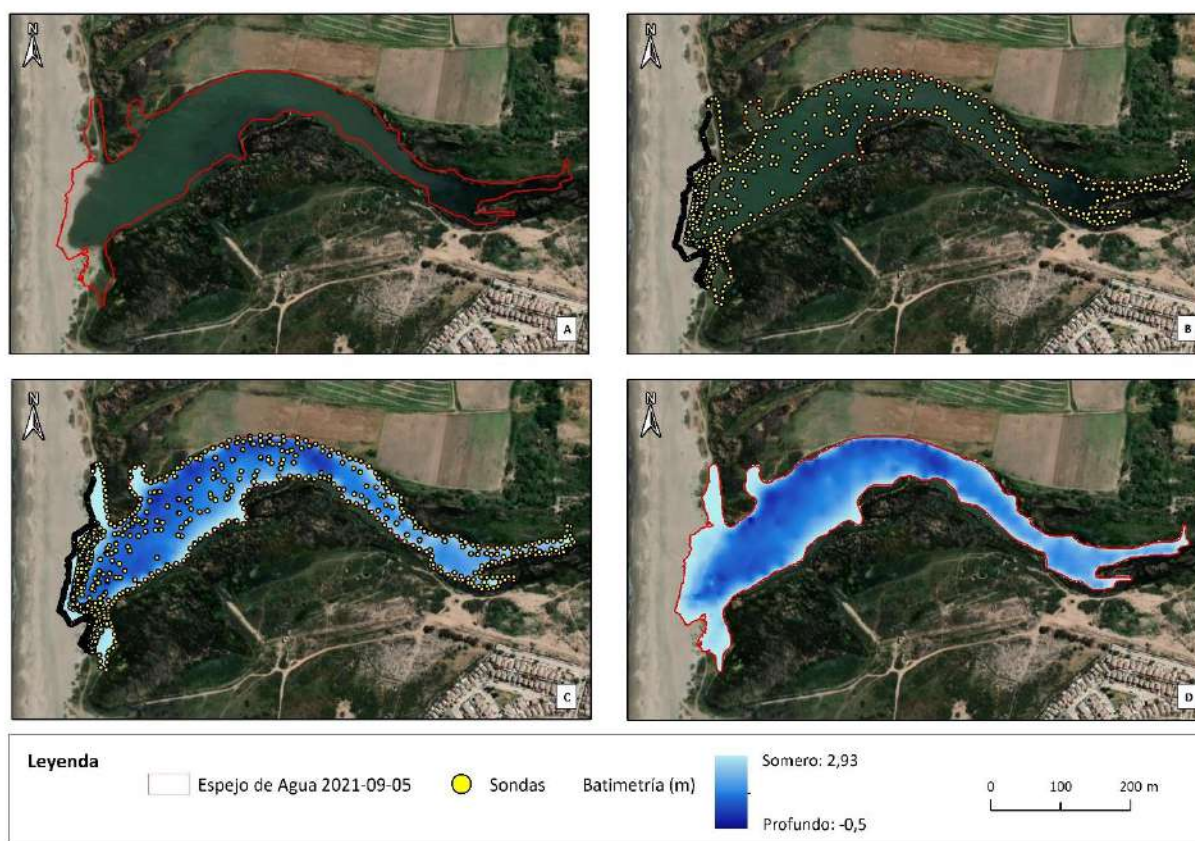 N
A
N
B
N
C
N
D
Leyenda
Espejo de Agua 2021-09-05
Sondas
Batimetría (m)
Somero: 2,93
Profundo: -0,5
0 100 200 m